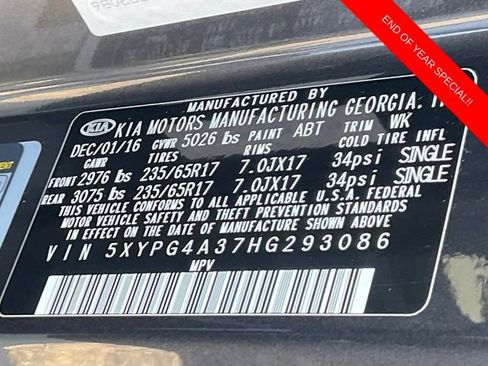 END OF YEAR SPECIAL!!
MANUFACTURED BY
KIA KIA MOTORS MANUFACTURING GEORGIA,
DEC/01/16 GVWR 5026 lbs PAINT ABT TRIM WK
GAWR TIRES RIMS COLD TIRE INFL
FRONT 2976 lbs 235/65R17 7.0JX17 34psi SINGLE
REAR 3075 lbs 235/65R17 7.0JX17 34psi SINGLE
THIS VEHICLE CONFORMS TO ALL APPLICABLE U.S.A. FEDERAL
MOTOR VEHICLE SAFETY AND THEFT PREVENTION STANDARDS
IN EFFECT ON THE DATE OF MANUFACTURE SHOWN ABOVE.
VIN 5XYPG4A37HG293086
MPV